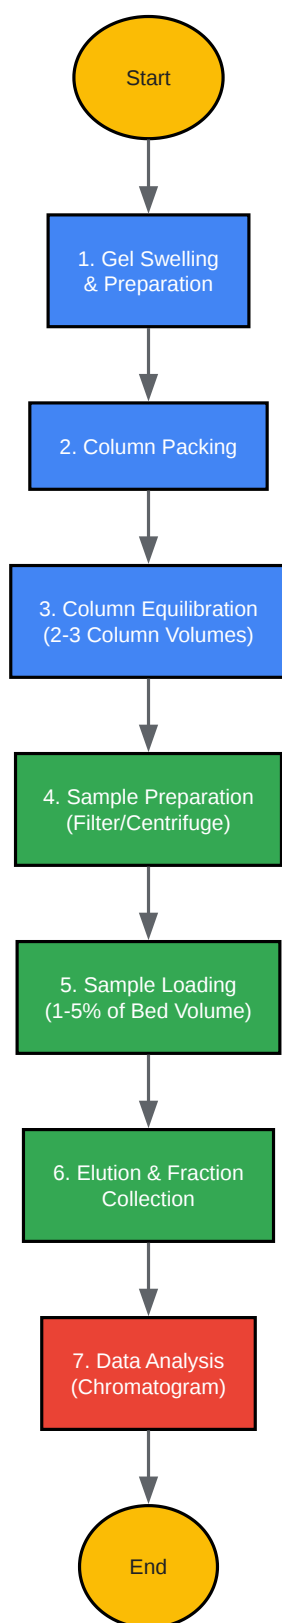 Start
1. Gel Swelling
& Preparation
2. Column Packing
3. Column Equilibration
(2-3 Column Volumes)
4. Sample Preparation
(Filter/Centrifuge)
5. Sample Loading
(1-5% of Bed Volume)
6. Elution & Fraction
Collection
7. Data Analysis
(Chromatogram)
End